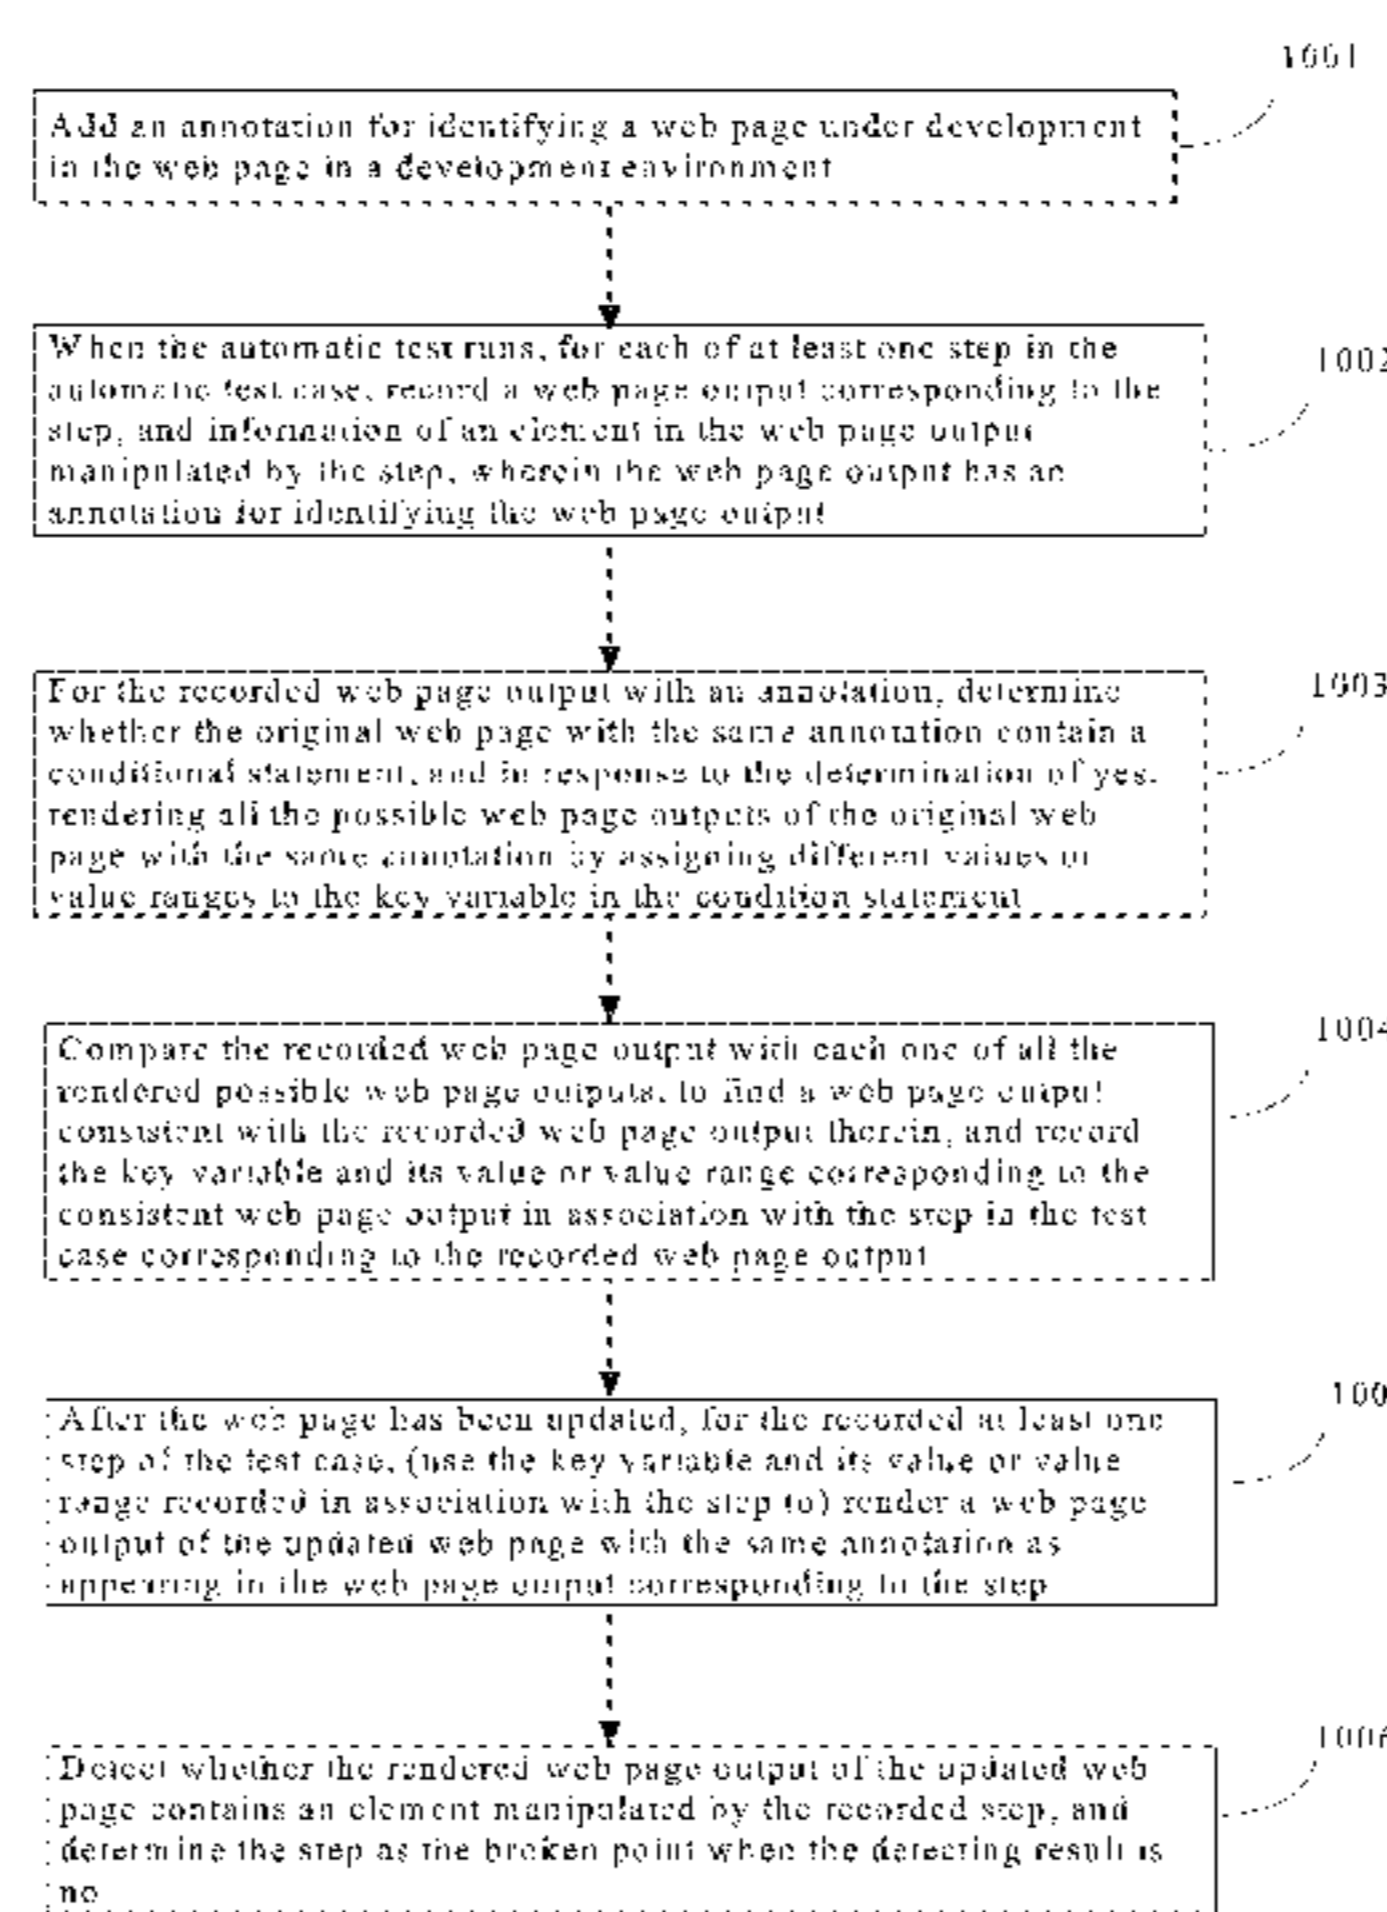 1001
Add an annotation for identifying a web page under development
in the web page in a development environment
When the automatic test runs, for each of at least one step in the
automatic test case, record a web page output corresponding to the
step, and information of an element in the web page output
manipulated by the step, wherein the web page output has an
annotation for identifying the web page output
1002
For the recorded web page output with an annotation, determine
whether the original web page with the same annotation contain a
conditional statement, and in response to the determination of yes,
rendering all the possible web page outputs of the original web
page with the same annotation by assigning different values or
value ranges to the key variable in the condition statement
1003
Compare the recorded web page output with each one of all the
rendered possible web page outputs, to find a web page output
consistent with the recorded web page output therein, and record
the key variable and its value or value range corresponding to the
consistent web page output in association with the step in the test
case corresponding to the recorded web page output
1004
After the web page has been updated, for the recorded at least one
step of the test case, (use the key variable and its value or value
range recorded in association with the step to) render a web page
output of the updated web page with the same annotation as
appearing in the web page output corresponding to the step
100
Detect whether the rendered web page output of the updated web
page contains an element manipulated by the recorded step, and
determine the step as the broken point when the detecting result is
no
1006